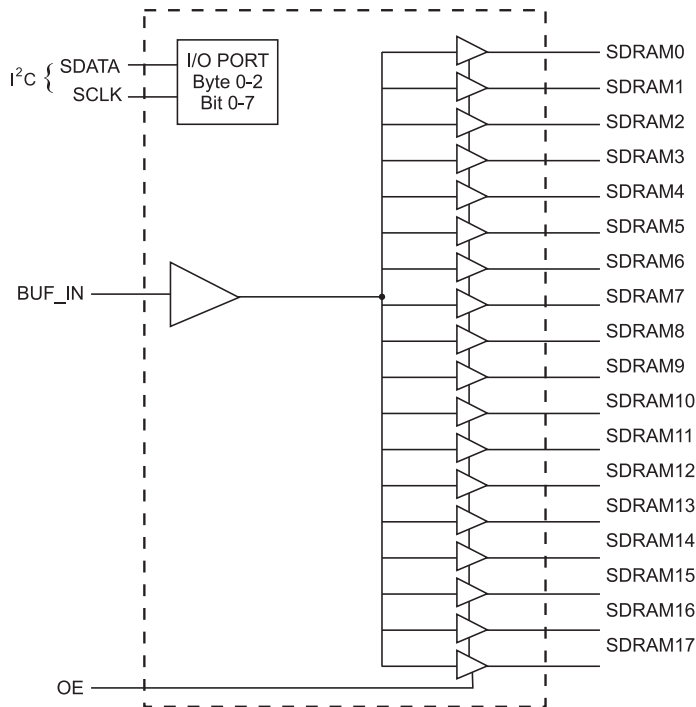 I²C { SDATA
SCLK
I/O PORT
Byte 0-2
Bit 0-7
BUF_IN
OE
SDRAM0
SDRAM1
SDRAM2
SDRAM3
SDRAM4
SDRAM5
SDRAM6
SDRAM7
SDRAM8
SDRAM9
SDRAM10
SDRAM11
SDRAM12
SDRAM13
SDRAM14
SDRAM15
SDRAM16
SDRAM17